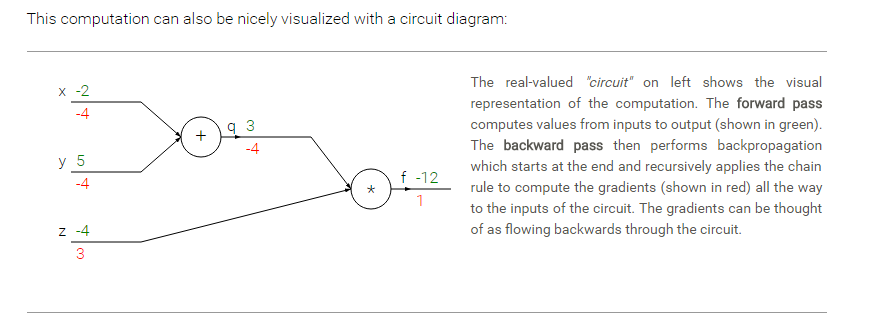 This computation can also be nicely visualized with a circuit diagram:
x -2
-4
y 5
-4
z -4
3
+
q 3
-4
*
f -12
1
The real-valued "circuit" on left shows the visual
representation of the computation. The forward pass
computes values from inputs to output (shown in green).
The backward pass then performs backpropagation
which starts at the end and recursively applies the chain
rule to compute the gradients (shown in red) all the way
to the inputs of the circuit. The gradients can be thought
of as flowing backwards through the circuit.